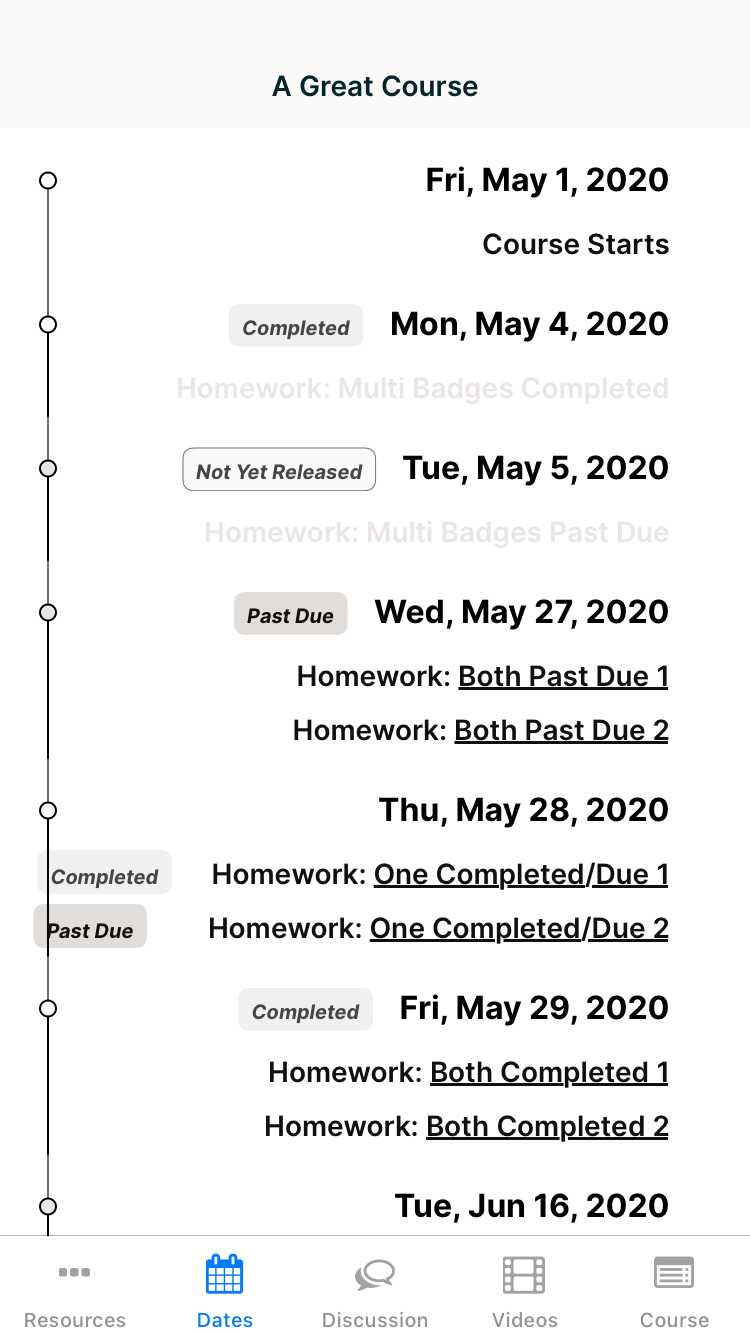 A Great Course
Fri, May 1, 2020
Course Starts
Completed Mon, May 4, 2020
Homework: Multi Badges Completed
Not Yet Released Tue, May 5, 2020
Homework: Multi Badges Past Due
Past Due Wed, May 27, 2020
Homework: Both Past Due 1
Homework: Both Past Due 2
Thu, May 28, 2020
Completed Homework: One Completed/Due 1
Past Due Homework: One Completed/Due 2
Completed Fri, May 29, 2020
Homework: Both Completed 1
Homework: Both Completed 2
Tue, Jun 16, 2020
Resources Dates Discussion Videos Course